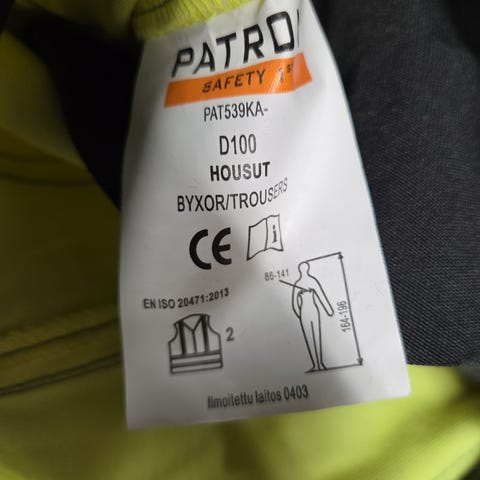 PATRO
SAFETY 1st
PAT539KA-
D100
HOUSUT
BYXOR/TROUSERS
CE i
86-141
164-196
EN ISO 20471:2013
2
Ilmoitettu laitos 0403